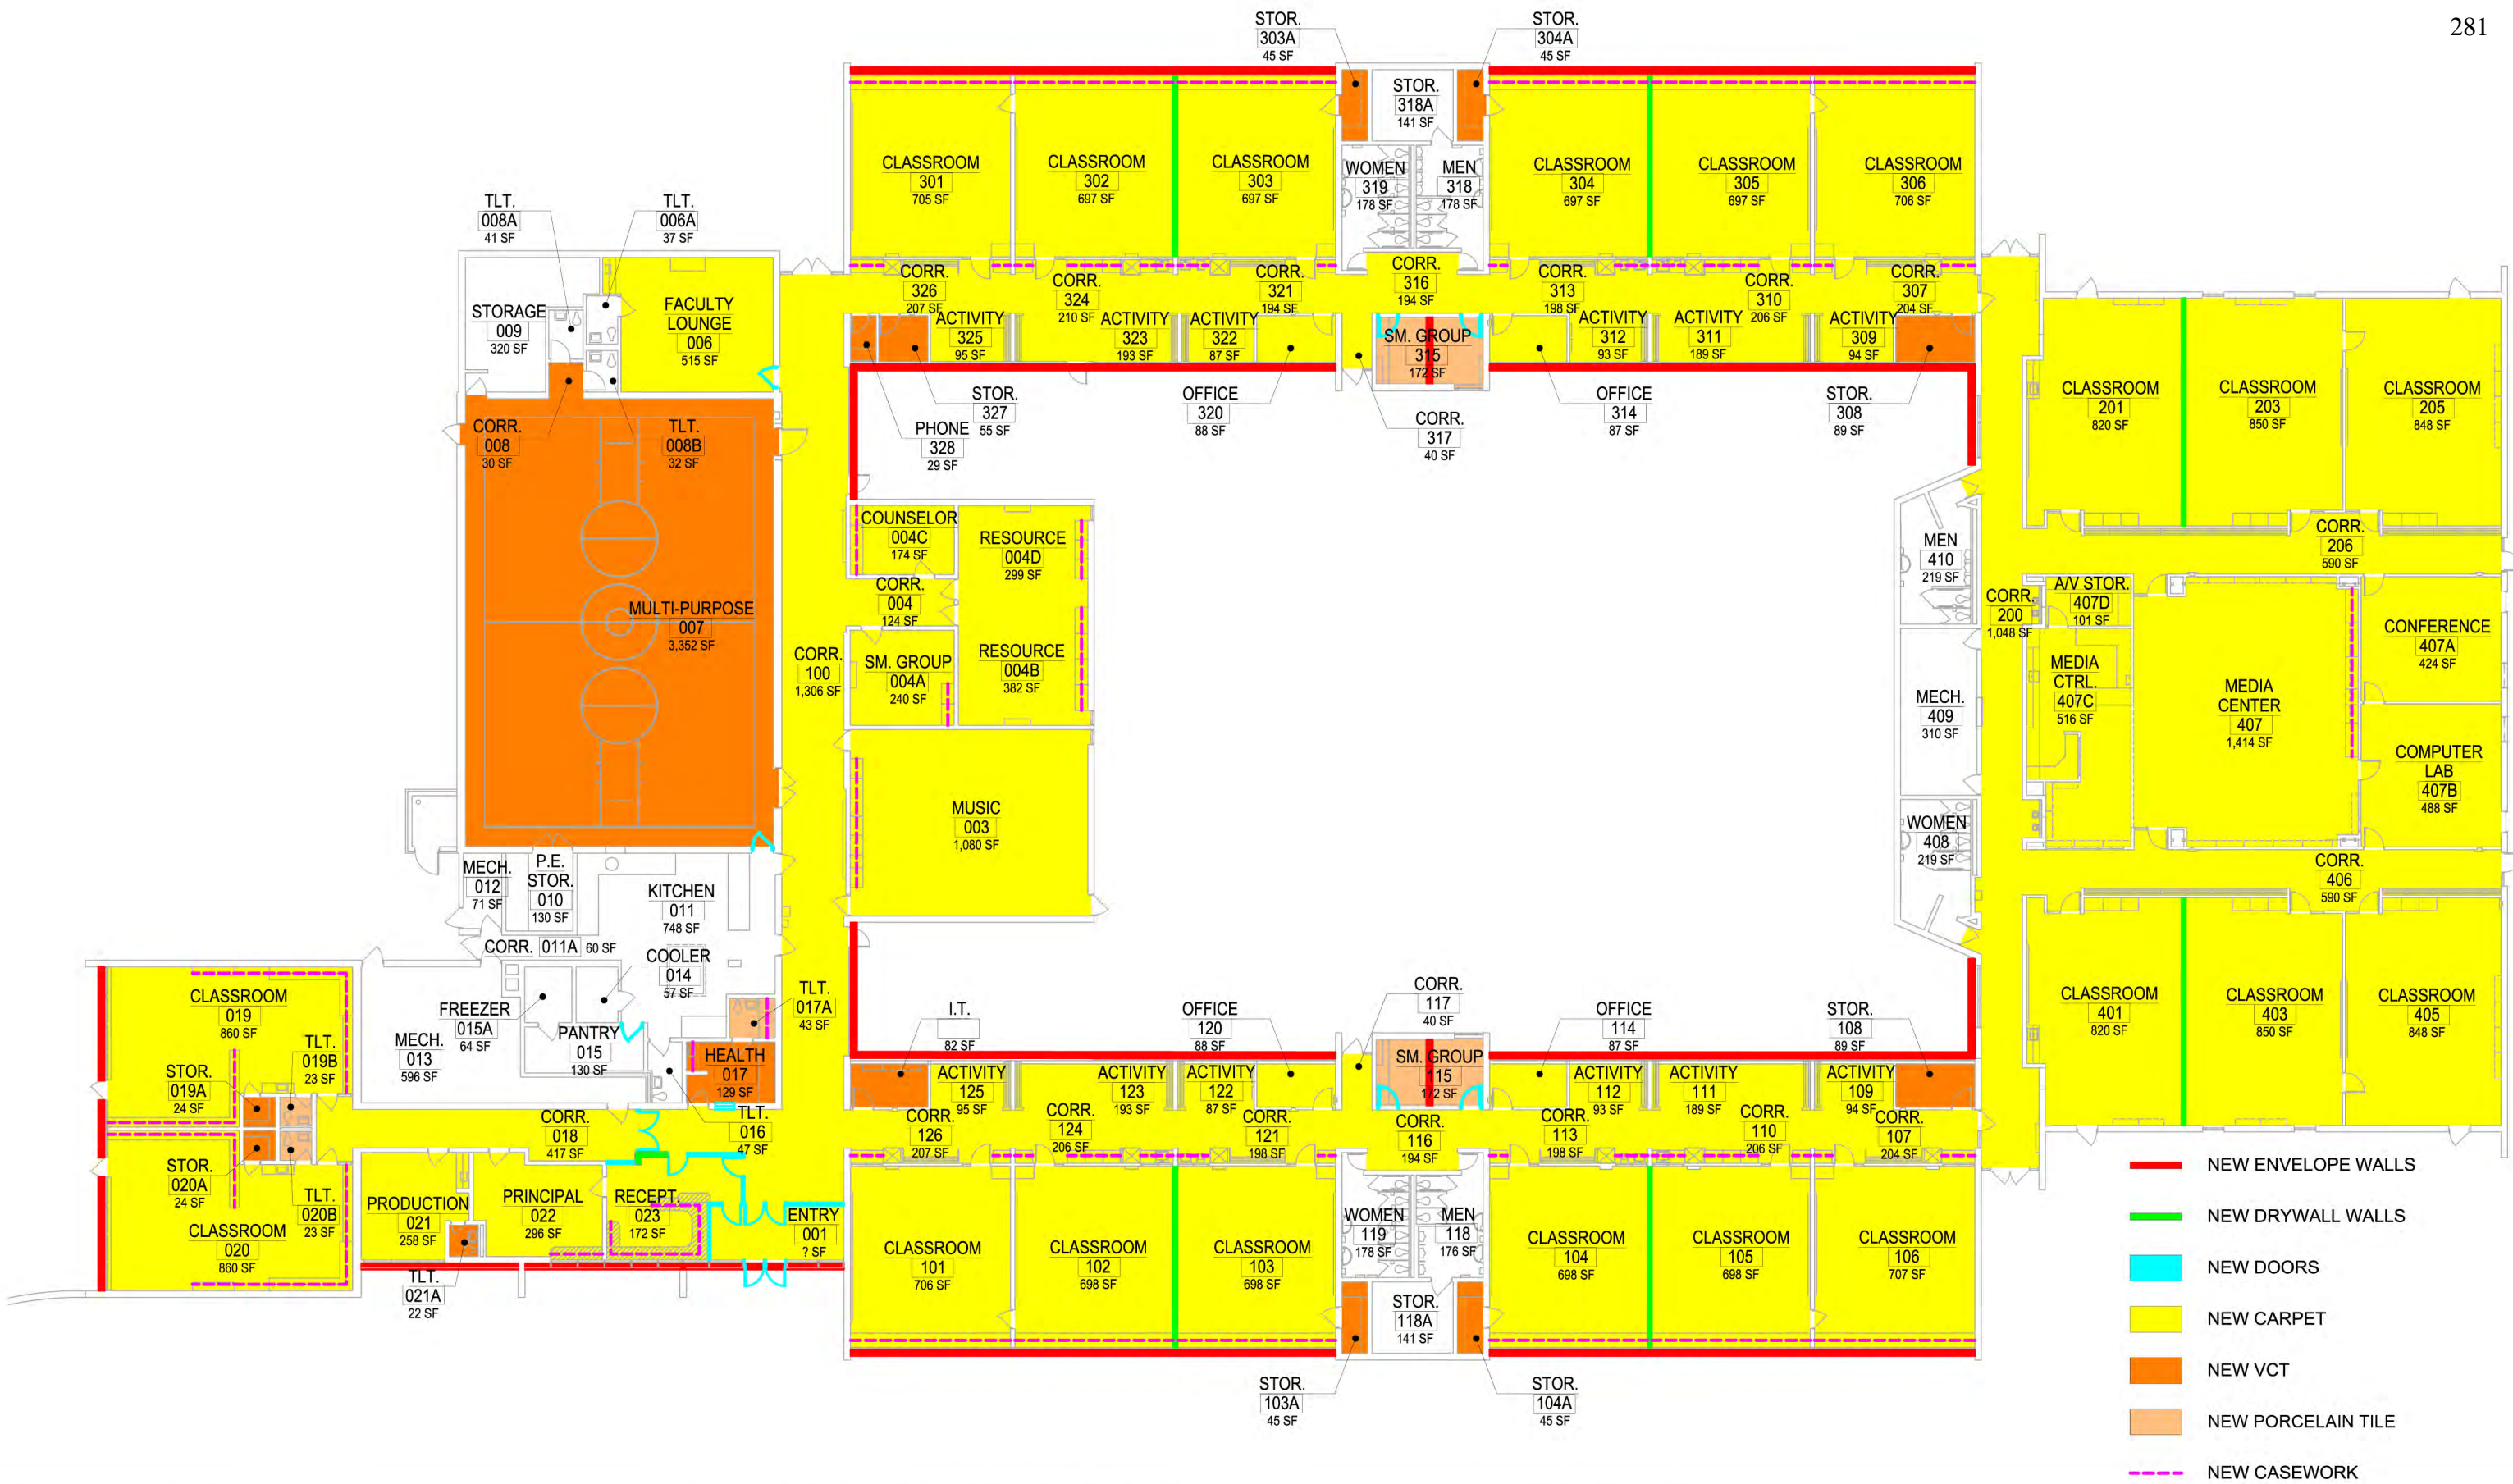 281
STOR.
303A
45 SF
STOR.
304A
45 SF
STOR.
318A
141 SF
CLASSROOM
301
705 SF
CLASSROOM
302
697 SF
CLASSROOM
303
697 SF
WOMEN
319
178 SF
MEN
318
178 SF
CLASSROOM
304
697 SF
CLASSROOM
305
697 SF
CLASSROOM
306
706 SF
TLT.
008A
41 SF
TLT.
006A
37 SF
STORAGE
009
320 SF
FACULTY
LOUNGE
006
515 SF
CORR.
326
207 SF
CORR.
324
210 SF
CORR.
321
194 SF
CORR.
316
194 SF
CORR.
313
198 SF
CORR.
310
206 SF
CORR.
307
204 SF
ACTIVITY
325
95 SF
ACTIVITY
323
193 SF
ACTIVITY
322
87 SF
SM. GROUP
315
172 SF
ACTIVITY
312
93 SF
ACTIVITY
311
189 SF
ACTIVITY
309
94 SF
STOR.
327
55 SF
PHONE
328
29 SF
OFFICE
320
88 SF
CORR.
317
40 SF
OFFICE
314
87 SF
STOR.
308
89 SF
CLASSROOM
201
820 SF
CLASSROOM
203
850 SF
CLASSROOM
205
848 SF
CORR.
008
30 SF
TLT.
008B
32 SF
MULTI-PURPOSE
007
3,352 SF
COUNSELOR
004C
174 SF
RESOURCE
004D
299 SF
CORR.
004
124 SF
CORR.
100
1,306 SF
SM. GROUP
004A
240 SF
RESOURCE
004B
382 SF
MUSIC
003
1,080 SF
MEN
410
219 SF
MECH.
409
310 SF
WOMEN
408
219 SF
CORR.
206
590 SF
CORR.
200
1,048 SF
A/V STOR.
407D
101 SF
MEDIA
CTRL.
407C
516 SF
MEDIA
CENTER
407
1,414 SF
CONFERENCE
407A
424 SF
COMPUTER
LAB
407B
488 SF
CORR.
406
590 SF
CLASSROOM
401
820 SF
CLASSROOM
403
850 SF
CLASSROOM
405
848 SF
MECH.
012
71 SF
P.E.
STOR.
010
130 SF
KITCHEN
011
748 SF
CORR. 011A 60 SF
COOLER
014
57 SF
FREEZER
015A
64 SF
MECH.
013
596 SF
PANTRY
015
130 SF
TLT.
017A
43 SF
HEALTH
017
129 SF
TLT.
016
47 SF
CLASSROOM
019
860 SF
TLT.
019B
23 SF
STOR.
019A
24 SF
STOR.
020A
24 SF
TLT.
020B
23 SF
CLASSROOM
020
860 SF
CORR.
018
417 SF
PRODUCTION
021
258 SF
TLT.
021A
22 SF
PRINCIPAL
022
296 SF
RECEPT.
023
172 SF
ENTRY
001
? SF
I.T.
82 SF
OFFICE
120
88 SF
CORR.
117
40 SF
OFFICE
114
87 SF
STOR.
108
89 SF
ACTIVITY
125
95 SF
ACTIVITY
123
193 SF
ACTIVITY
122
87 SF
SM. GROUP
115
172 SF
ACTIVITY
112
93 SF
ACTIVITY
111
189 SF
ACTIVITY
109
94 SF
CORR.
126
207 SF
CORR.
124
206 SF
CORR.
121
198 SF
CORR.
116
194 SF
CORR.
113
198 SF
CORR.
110
206 SF
CORR.
107
204 SF
CLASSROOM
101
706 SF
CLASSROOM
102
698 SF
CLASSROOM
103
698 SF
WOMEN
119
178 SF
MEN
118
176 SF
CLASSROOM
104
698 SF
CLASSROOM
105
698 SF
CLASSROOM
106
707 SF
STOR.
118A
141 SF
STOR.
103A
45 SF
STOR.
104A
45 SF
NEW ENVELOPE WALLS
NEW DRYWALL WALLS
NEW DOORS
NEW CARPET
NEW VCT
NEW PORCELAIN TILE
NEW CASEWORK